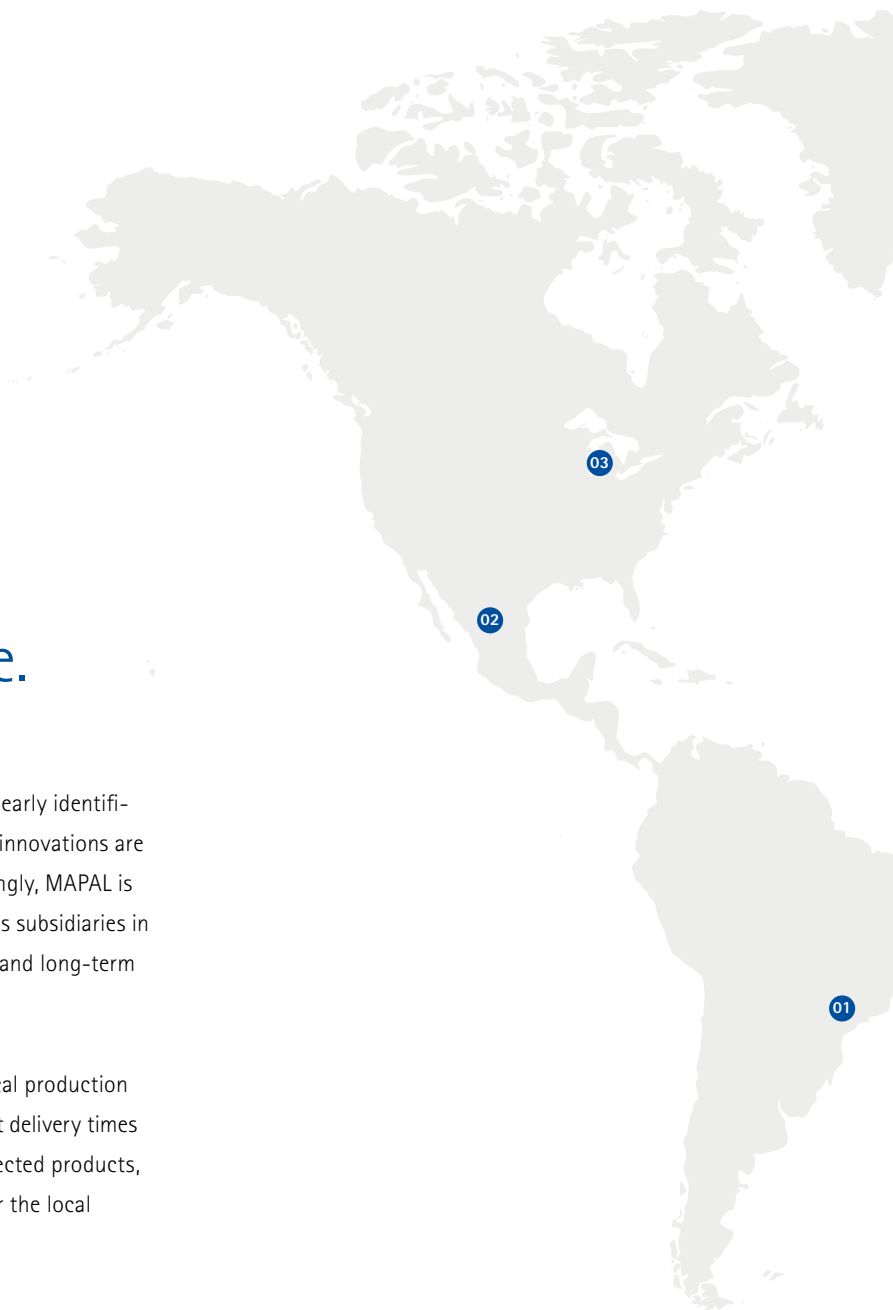 03
02
e.
early identifi-
innovations are
ngly, MAPAL is
s subsidiaries in
and long-term
01
cal production
t delivery times
ected products,
r the local